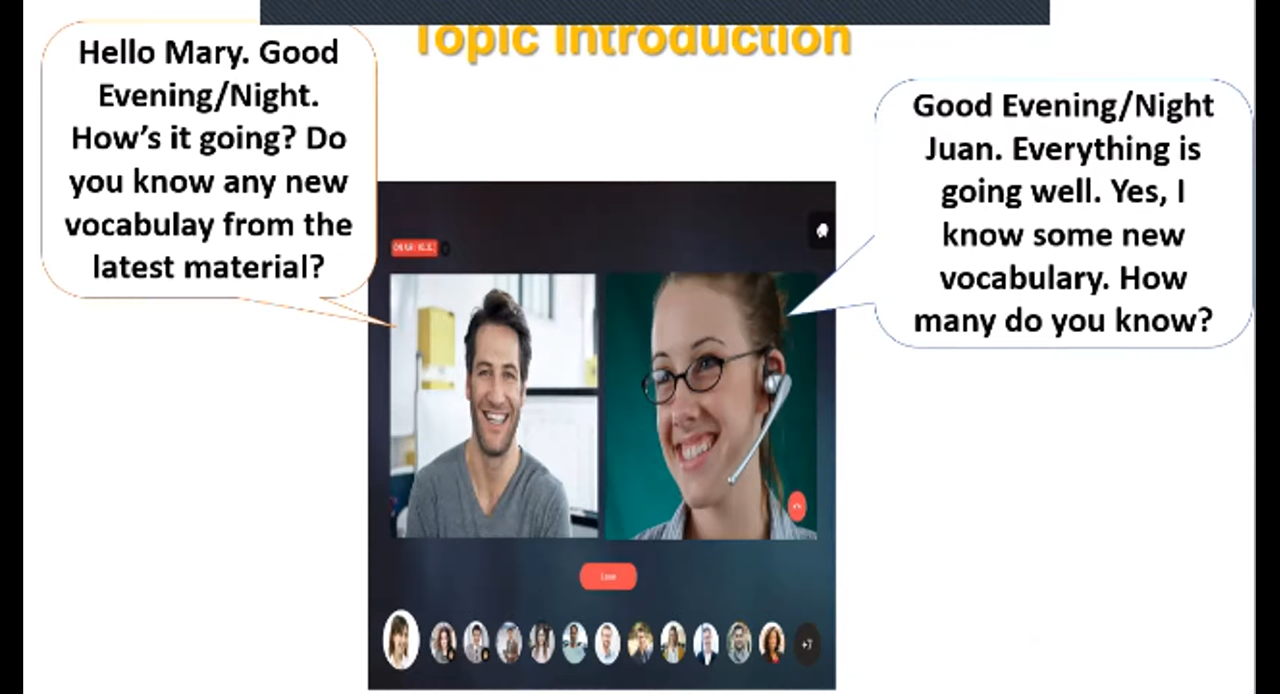 Topic Introduction
Hello Mary. Good
Evening/Night.
How's it going? Do
you know any new
vocabulay from the
latest material?
Good Evening/Night
Juan. Everything is
going well. Yes, I
know some new
vocabulary. How
many do you know?
+7